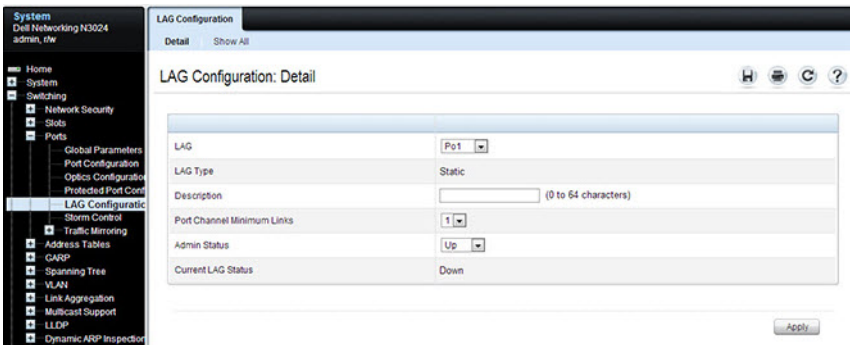 System
Dell Networking N3024
admin, r/w
Home
System
Switching
Network Security
Slots
Ports
Global Parameters
Port Configuration
Optics Configuratio
Protected Port Conf
LAG Configuratic
Storm Control
Traffic Mirroring
Address Tables
GARP
Spanning Tree
VLAN
Link Aggregation
Multicast Support
LLDP
Dynamic ARP Inspection
LAG Configuration
Detail Show All
LAG Configuration: Detail
LAG Po1
LAG Type Static
Description (0 to 64 characters)
Port Channel Minimum Links 1
Admin Status Up
Current LAG Status Down
Apply